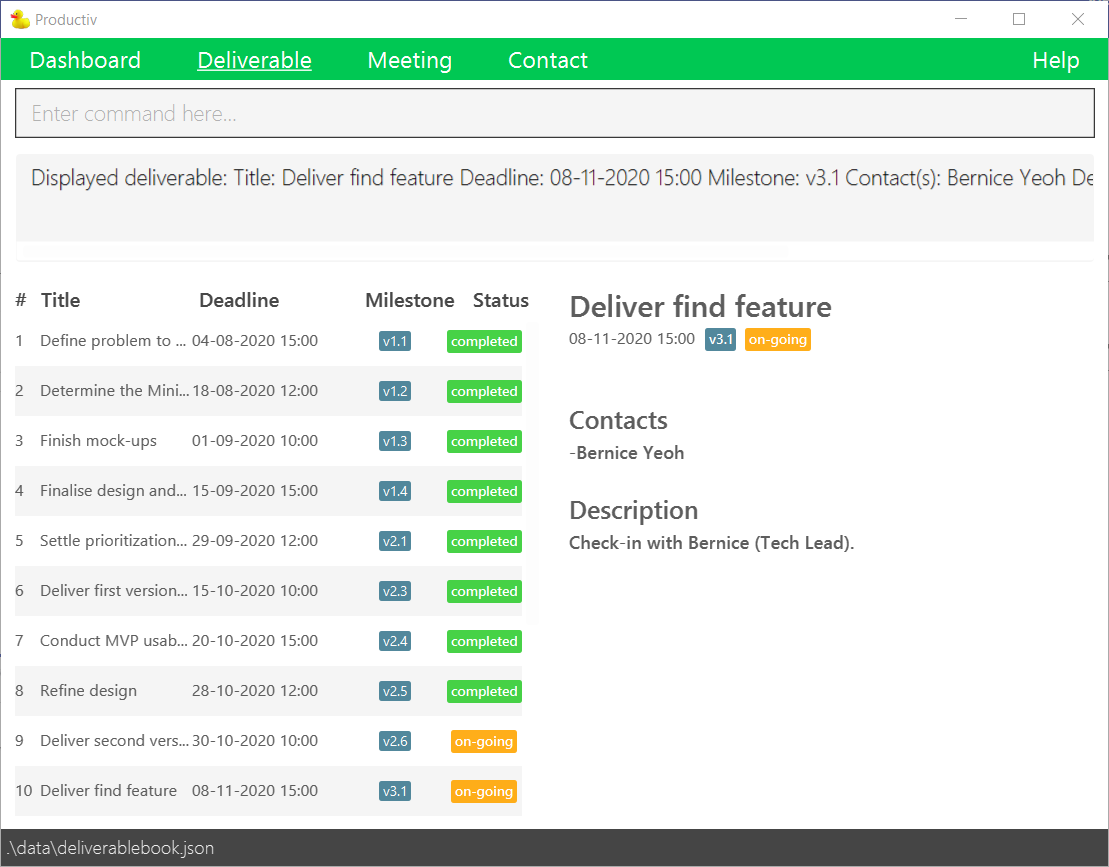 Productiv
Dashboard Deliverable Meeting Contact Help
Enter command here...
Displayed deliverable: Title: Deliver find feature Deadline: 08-11-2020 15:00 Milestone: v3.1 Contact(s): Bernice Yeoh De
# Title Deadline Milestone Status
1 Define problem to ... 04-08-2020 15:00 v1.1 completed
2 Determine the Mini... 18-08-2020 12:00 v1.2 completed
3 Finish mock-ups 01-09-2020 10:00 v1.3 completed
4 Finalise design and... 15-09-2020 15:00 v1.4 completed
5 Settle prioritization... 29-09-2020 12:00 v2.1 completed
6 Deliver first version... 15-10-2020 10:00 v2.3 completed
7 Conduct MVP usab... 20-10-2020 15:00 v2.4 completed
8 Refine design 28-10-2020 12:00 v2.5 completed
9 Deliver second vers... 30-10-2020 10:00 v2.6 on-going
10 Deliver find feature 08-11-2020 15:00 v3.1 on-going
Deliver find feature
08-11-2020 15:00 v3.1 on-going
Contacts
-Bernice Yeoh
Description
Check-in with Bernice (Tech Lead).
.\data\deliverablebook.json